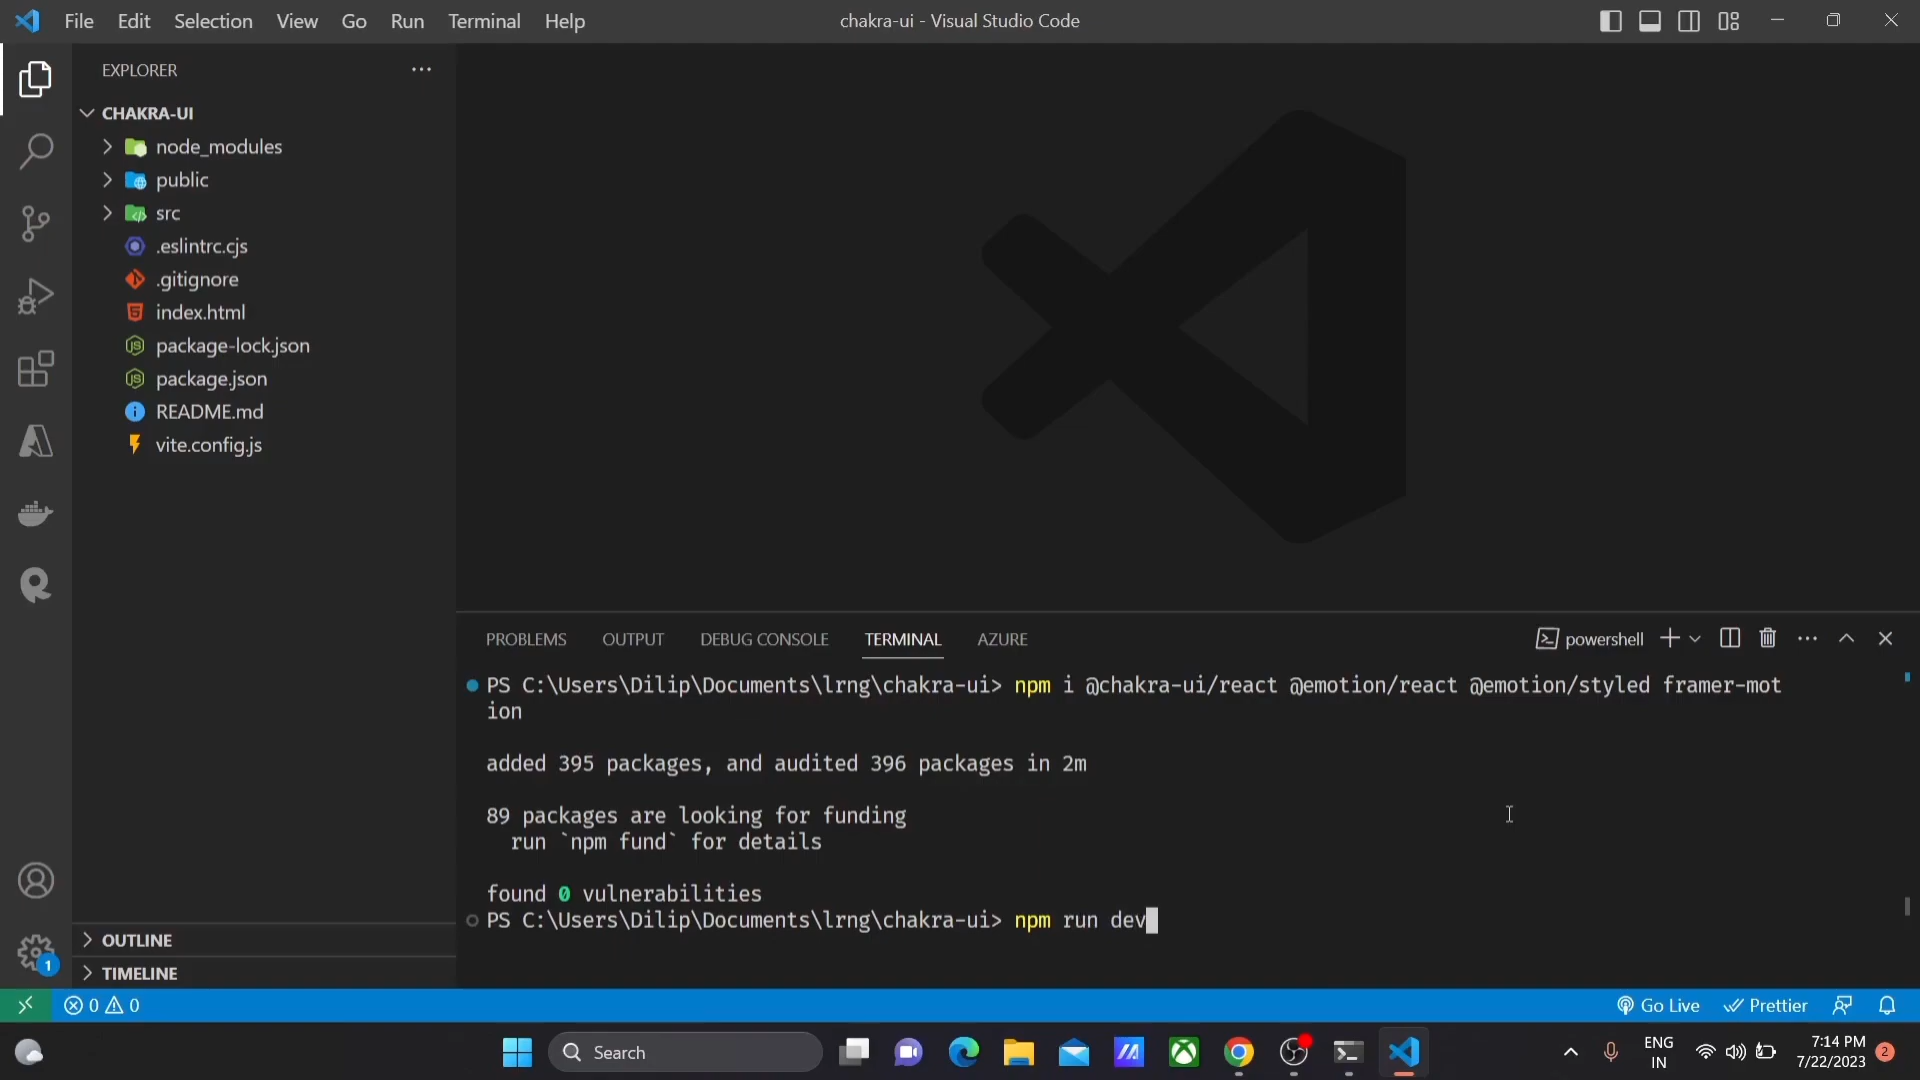 File Edit Selection View Go Run Terminal Help
chakra-ui - Visual Studio Code
EXPLORER
CHAKRA-UI
node_modules
public
src
.eslintrc.cjs
.gitignore
index.html
package-lock.json
package.json
README.md
vite.config.js
OUTLINE
TIMELINE
1
PROBLEMS OUTPUT DEBUG CONSOLE TERMINAL AZURE
powershell
PS C:\Users\Dilip\Documents\lrng\chakra-ui> npm i @chakra-ui/react @emotion/react @emotion/styled framer-mot
ion
added 395 packages, and audited 396 packages in 2m
89 packages are looking for funding
run `npm fund` for details
found 0 vulnerabilities
PS C:\Users\Dilip\Documents\lrng\chakra-ui> npm run dev
0 0
Go Live Prettier
Search
ENG
IN
7:14 PM
7/22/2023
2